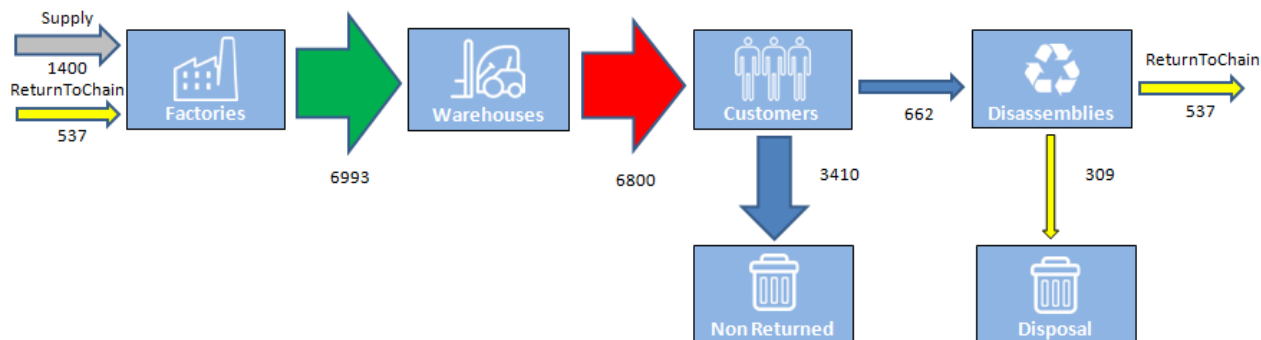 Supply
1400
ReturnToChain
537
Factories
6993
Warehouses
6800
Customers
662
Disassemblies
ReturnToChain
537
3410
309
Non Returned
Disposal